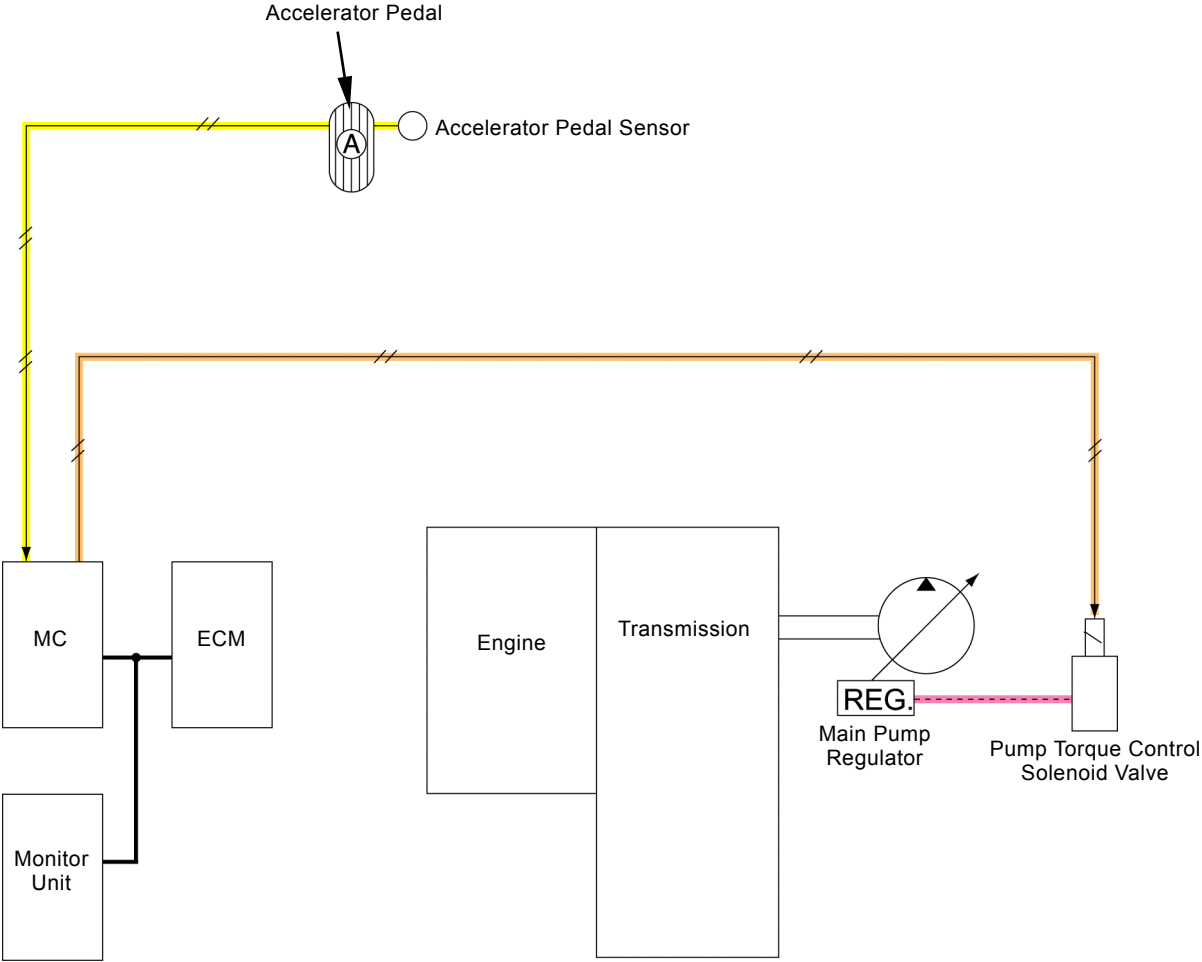 Accelerator Pedal
A
Accelerator Pedal Sensor
MC
ECM
Engine
Transmission
REG.
Main Pump
Regulator
Pump Torque Control
Solenoid Valve
Monitor
Unit